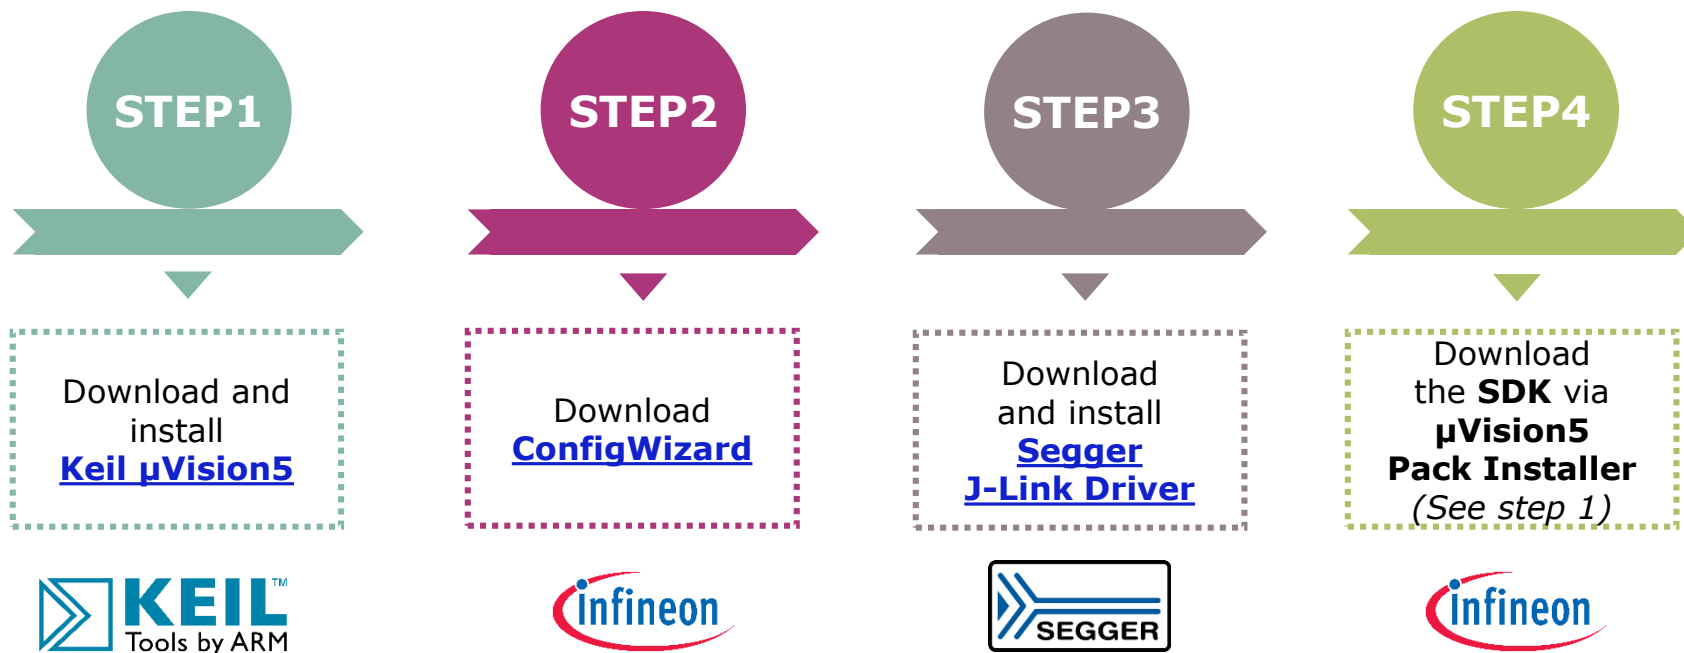 STEP1
STEP2
STEP3
STEP4
Download and
install
Keil µVision5
Download
ConfigWizard
Download
and install
Segger
J-Link Driver
Download
the SDK via
µVision5
Pack Installer
(See step 1)
KEIL™
Tools by ARM
infineon
SEGGER
infineon